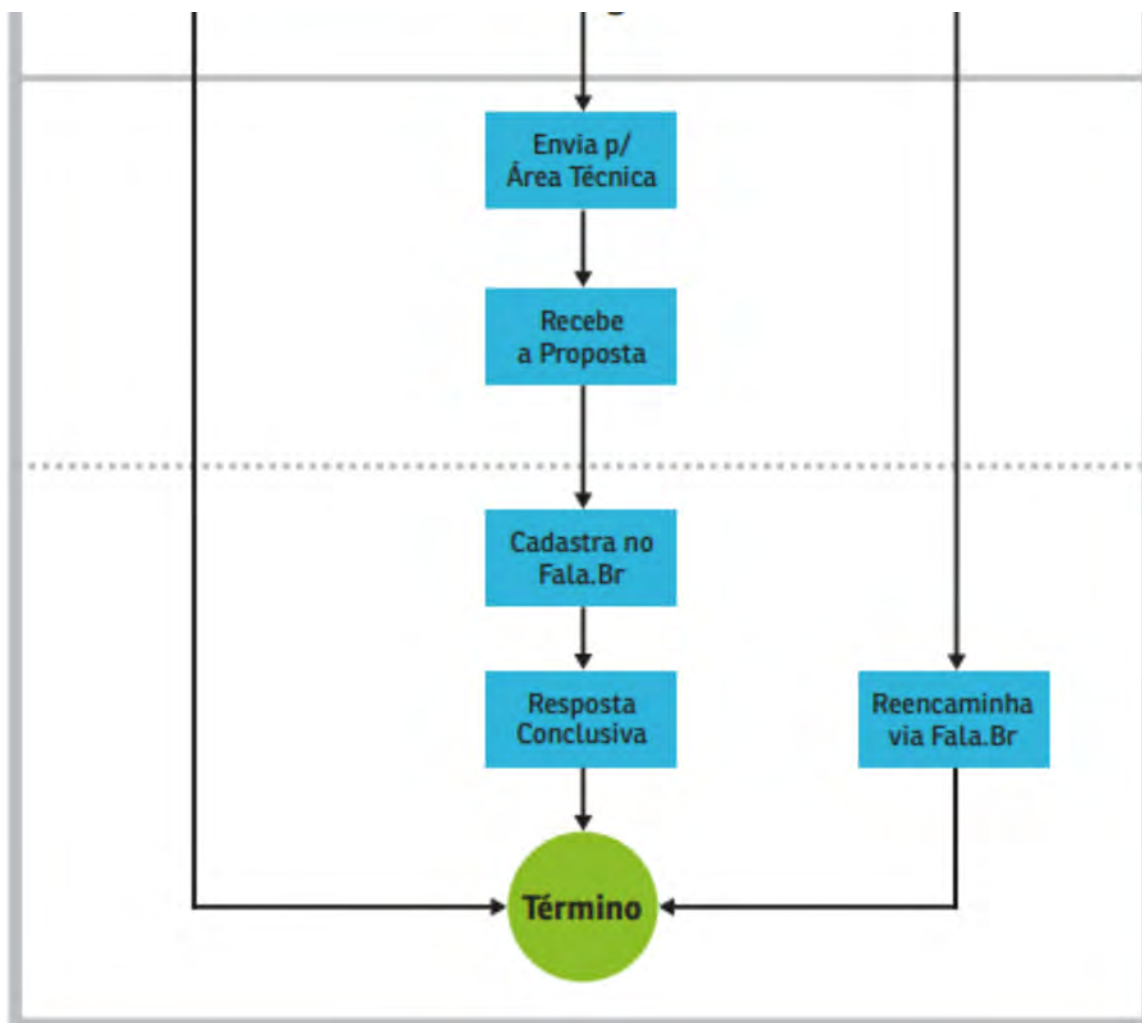 Envia p/
Área Técnica
Recebe
a Proposta
Cadastra no
Fala.Br
Resposta
Conclusiva
Reencaminha
via Fala.Br
Término